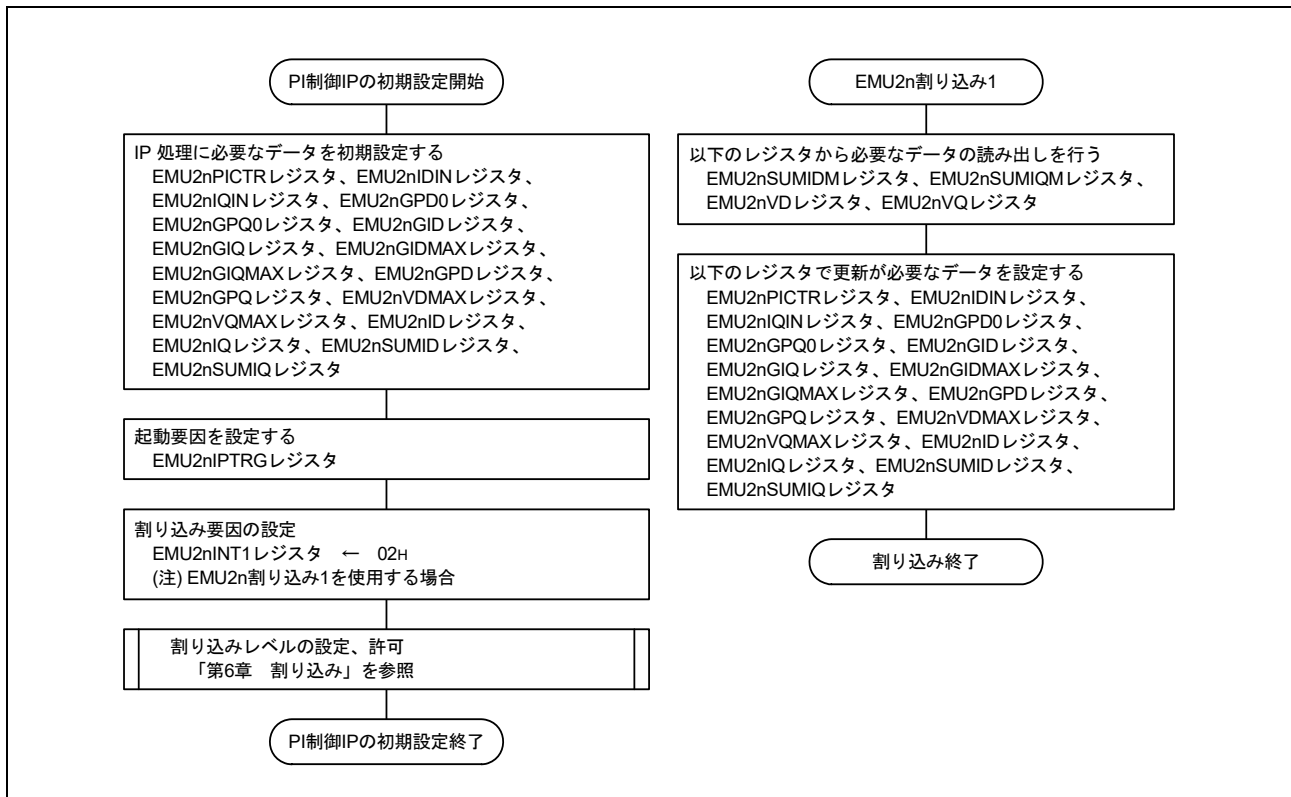 PI制御IPの初期設定開始
IP 処理に必要なデータを初期設定する
EMU2nPICTRレジスタ、EMU2nIDINレジスタ、
EMU2nIQINレジスタ、EMU2nGPD0レジスタ、
EMU2nGPQ0レジスタ、EMU2nGIDレジスタ、
EMU2nGIQレジスタ、EMU2nGIDMAXレジスタ、
EMU2nGIQMAXレジスタ、EMU2nGPDレジスタ、
EMU2nGPQレジスタ、EMU2nVDMAXレジスタ、
EMU2nVQMAXレジスタ、EMU2nIDレジスタ、
EMU2nIQレジスタ、EMU2nSUMIDレジスタ、
EMU2nSUMIQレジスタ
起動要因を設定する
EMU2nIPTRGレジスタ
割り込み要因の設定
EMU2nINT1レジスタ ← 02H
(注) EMU2n割り込み1を使用する場合
割り込みレベルの設定、許可
「第6章 割り込み」を参照
PI制御IPの初期設定終了
EMU2n割り込み1
以下のレジスタから必要なデータの読み出しを行う
EMU2nSUMIDMレジスタ、EMU2nSUMIQMレジスタ、
EMU2nVDレジスタ、EMU2nVQレジスタ
以下のレジスタで更新が必要なデータを設定する
EMU2nPICTRレジスタ、EMU2nIDINレジスタ、
EMU2nIQINレジスタ、EMU2nGPD0レジスタ、
EMU2nGPQ0レジスタ、EMU2nGIDレジスタ、
EMU2nGIQレジスタ、EMU2nGIDMAXレジスタ、
EMU2nGIQMAXレジスタ、EMU2nGPDレジスタ、
EMU2nGPQレジスタ、EMU2nVDMAXレジスタ、
EMU2nVQMAXレジスタ、EMU2nIDレジスタ、
EMU2nIQレジスタ、EMU2nSUMIDレジスタ、
EMU2nSUMIQレジスタ
割り込み終了